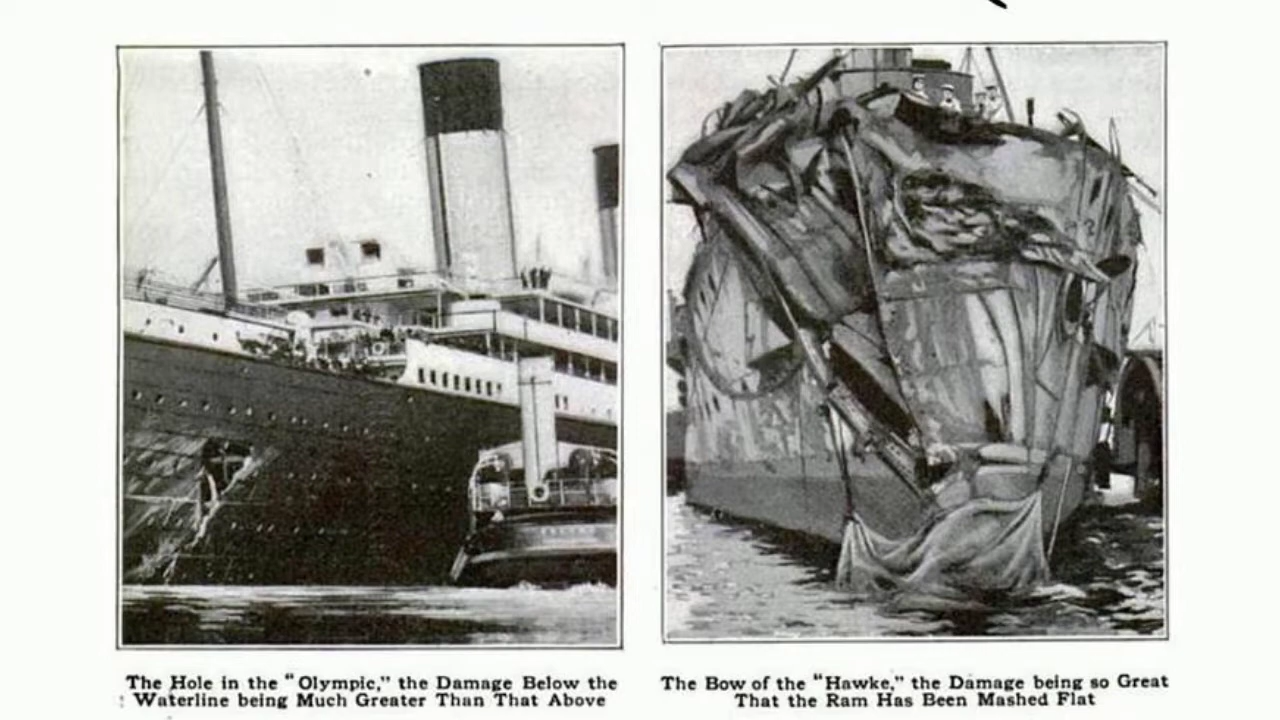 The Hole in the "Olympic," the Damage Below the
Waterline being Much Greater Than That Above
The Bow of the "Hawke," the Damage being so Great
That the Ram Has Been Mashed Flat